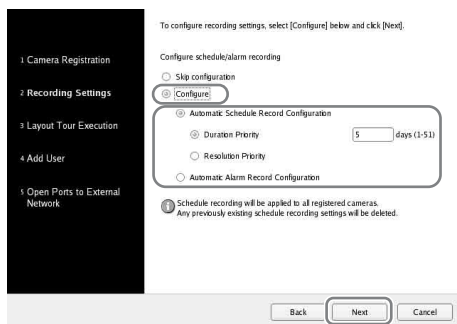 To configure recording settings, select [Configure] below and click [Next].
1 Camera Registration
2 Recording Settings
3 Layout Tour Execution
4 Add User
5 Open Ports to External
Network
Configure schedule/alarm recording
Skip configuration
Configure
Automatic Schedule Record Configuration
Duration Priority 5 days (1-51)
Resolution Priority
Automatic Alarm Record Configuration
Schedule recording will be applied to all registered cameras.
Any previously existing schedule recording settings will be deleted.
Back Next Cancel